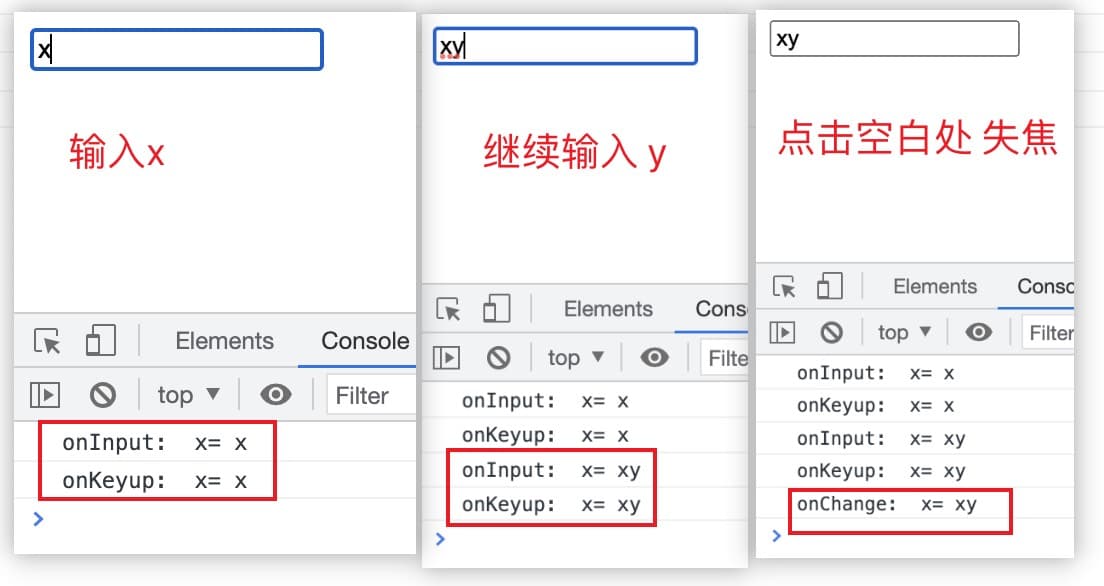 x
输入x
Elements Console
top Filter
onInput: x= x
onKeyup: x= x
xy
继续输入 y
Elements Cons
top Filte
onInput: x= x
onKeyup: x= x
onInput: x= xy
onKeyup: x= xy
xy
点击空白处 失焦
Elements Conso
top Filter
onInput: x= x
onKeyup: x= x
onInput: x= xy
onKeyup: x= xy
onChange: x= xy